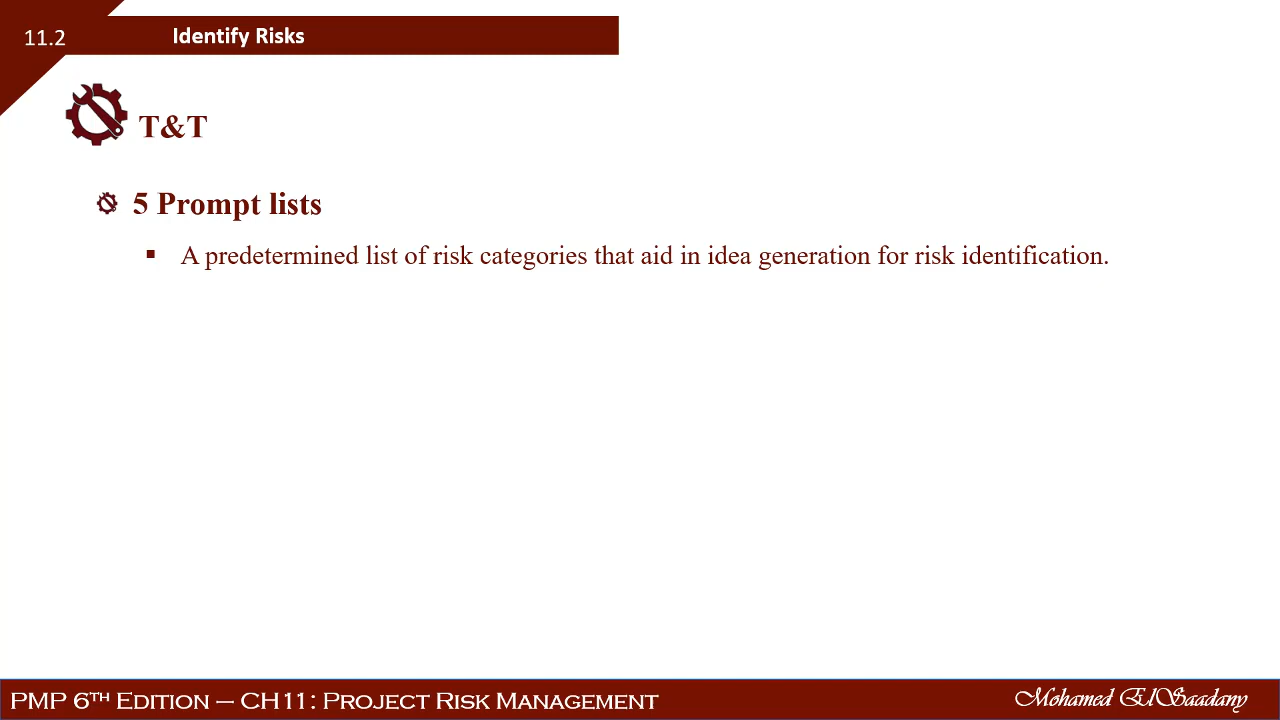 11.2
Identify Risks
T&T
5 Prompt lists
▪ A predetermined list of risk categories that aid in idea generation for risk identification.
PMP 6TH Edition – CH11: Project Risk Management
Mohamed ElSaadany